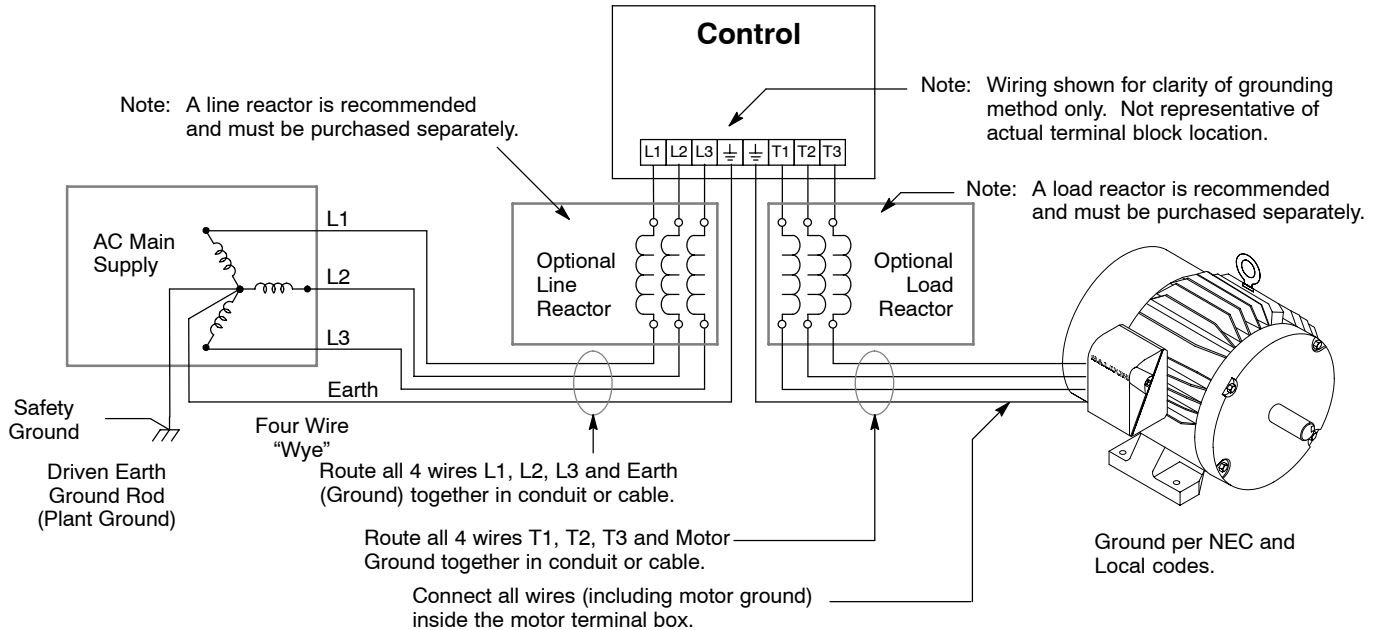 Control
Note: A line reactor is recommended
and must be purchased separately.
Note: Wiring shown for clarity of grounding
method only. Not representative of
actual terminal block location.
L1 L2 L3 T1 T2 T3
Note: A load reactor is recommended
and must be purchased separately.
AC Main
Supply
L1
L2
L3
Earth
Optional
Line
Reactor
Optional
Load
Reactor
BALDOR
Safety
Ground
Four Wire
“Wye”
Driven Earth
Ground Rod
(Plant Ground)
Route all 4 wires L1, L2, L3 and Earth
(Ground) together in conduit or cable.
Route all 4 wires T1, T2, T3 and Motor
Ground together in conduit or cable.
Connect all wires (including motor ground)
inside the motor terminal box.
Ground per NEC and
Local codes.